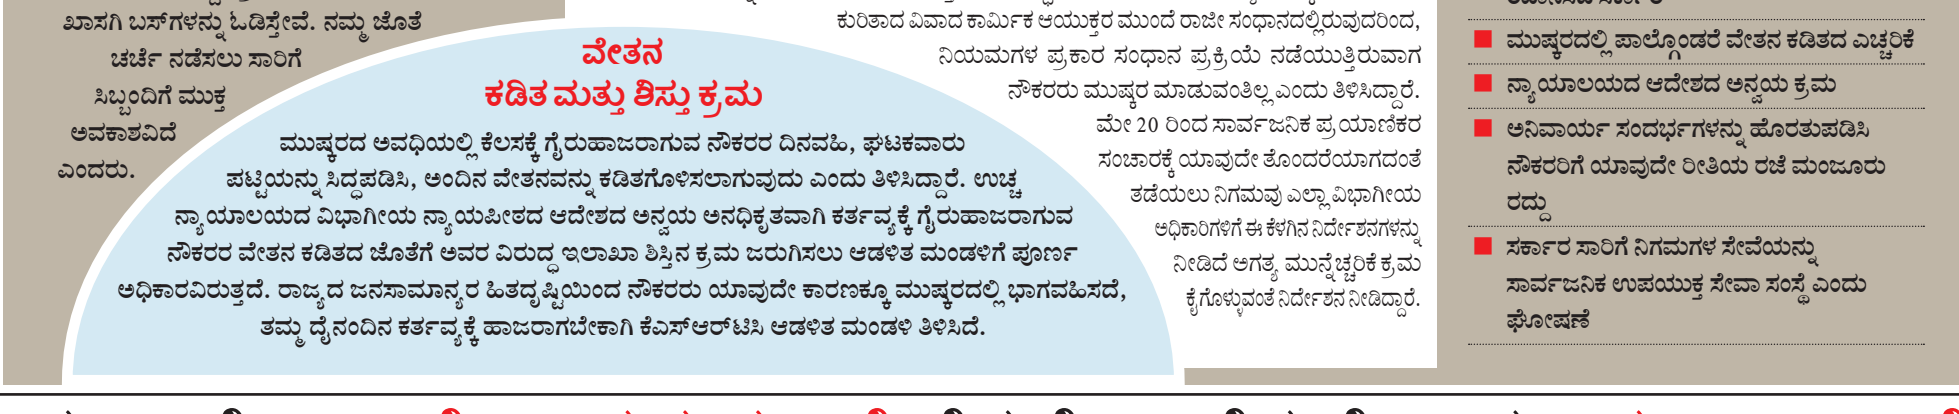 ಖಾಸಗಿ ಬಸ್‌ಗಳನ್ನು ಓಡಿಸ್ತೇವೆ. ನಮ್ಮ ಜೊತೆ
ಚರ್ಚೆ ನಡೆಸಲು ಸಾರಿಗೆ
ಸಿಬ್ಬಂದಿಗೆ ಮುಕ್ತ
ಅವಕಾಶವಿದೆ
ಎಂದರು.
ವೇತನ
ಕಡಿತ ಮತ್ತು ಶಿಸ್ತು ಕ್ರಮ
ಮುಷ್ಕರದ ಅವಧಿಯಲ್ಲಿ ಕೆಲಸಕ್ಕೆ ಗೈರುಹಾಜರಾಗುವ ನೌಕರರ ದಿನವಹಿ, ಘಟಕವಾರು
ಪಟ್ಟಿಯನ್ನು ಸಿದ್ಧಪಡಿಸಿ, ಅಂದಿನ ವೇತನವನ್ನು ಕಡಿತಗೊಳಿಸಲಾಗುವುದು ಎಂದು ತಿಳಿಸಿದ್ದಾರೆ. ಉಚ್ಚ
ನ್ಯಾಯಾಲಯದ ವಿಭಾಗೀಯ ನ್ಯಾಯಪೀಠದ ಆದೇಶದ ಅನ್ವಯ ಅನಧಿಕೃತವಾಗಿ ಕರ್ತವ್ಯಕ್ಕೆ ಗೈರುಹಾಜರಾಗುವ
ನೌಕರರ ವೇತನ ಕಡಿತದ ಜೊತೆಗೆ ಅವರ ವಿರುದ್ಧ ಇಲಾಖಾ ಶಿಸ್ತಿನ ಕ್ರಮ ಜರುಗಿಸಲು ಆಡಳಿತ ಮಂಡಳಿಗೆ ಪೂರ್ಣ
ಅಧಿಕಾರವಿರುತ್ತದೆ. ರಾಜ್ಯದ ಜನಸಾಮಾನ್ಯರ ಹಿತದೃಷ್ಟಿಯಿಂದ ನೌಕರರು ಯಾವುದೇ ಕಾರಣಕ್ಕೂ ಮುಷ್ಕರದಲ್ಲಿ ಭಾಗವಹಿಸದೆ,
ತಮ್ಮ ದೈನಂದಿನ ಕರ್ತವ್ಯಕ್ಕೆ ಹಾಜರಾಗಬೇಕಾಗಿ ಕೆಎಸ್‌ಆರ್‌ಟಿಸಿ ಆಡಳಿತ ಮಂಡಳಿ ತಿಳಿಸಿದೆ.
ಕುರಿತಾದ ವಿವಾದ ಕಾರ್ಮಿಕ ಆಯುಕ್ತರ ಮುಂದೆ ರಾಜೀ ಸಂಧಾನದಲ್ಲಿರುವುದರಿಂದ,
ನಿಯಮಗಳ ಪ್ರಕಾರ ಸಂಧಾನ ಪ್ರಕ್ರಿಯೆ ನಡೆಯುತ್ತಿರುವಾಗ
ನೌಕರರು ಮುಷ್ಕರ ಮಾಡುವಂತಿಲ್ಲ ಎಂದು ತಿಳಿಸಿದ್ದಾರೆ.
ಮೇ 20 ರಿಂದ ಸಾರ್ವಜನಿಕ ಪ್ರಯಾಣಿಕರ
ಸಂಚಾರಕ್ಕೆ ಯಾವುದೇ ತೊಂದರೆಯಾಗದಂತೆ
ತಡೆಯಲು ನಿಗಮವು ಎಲ್ಲಾ ವಿಭಾಗೀಯ
ಅಧಿಕಾರಿಗಳಿಗೆ ಈ ಕೆಳಗಿನ ನಿರ್ದೇಶನಗಳನ್ನು
ನೀಡಿದೆ ಅಗತ್ಯ ಮುನ್ನೆಚ್ಚರಿಕೆ ಕ್ರಮ
ಕೈಗೊಳ್ಳುವಂತೆ ನಿರ್ದೇಶನ ನೀಡಿದ್ದಾರೆ.
ಮುಷ್ಕರದಲ್ಲಿ ಪಾಲ್ಗೊಂಡರೆ ವೇತನ ಕಡಿತದ ಎಚ್ಚರಿಕೆ
ನ್ಯಾಯಾಲಯದ ಆದೇಶದ ಅನ್ವಯ ಕ್ರಮ
ಅನಿವಾರ್ಯ ಸಂದರ್ಭಗಳನ್ನು ಹೊರತುಪಡಿಸಿ
ನೌಕರರಿಗೆ ಯಾವುದೇ ರೀತಿಯ ರಜೆ ಮಂಜೂರು
ರದ್ದು
ಸರ್ಕಾರ ಸಾರಿಗೆ ನಿಗಮಗಳ ಸೇವೆಯನ್ನು
ಸಾರ್ವಜನಿಕ ಉಪಯುಕ್ತ ಸೇವಾ ಸಂಸ್ಥೆ ಎಂದು
ಘೋಷಣೆ